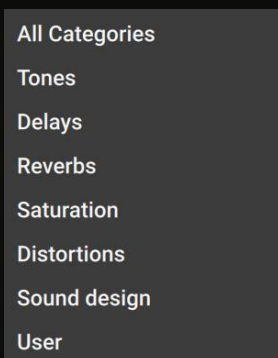 All Categories
Tones
Delays
Reverbs
Saturation
Distortions
Sound design
User